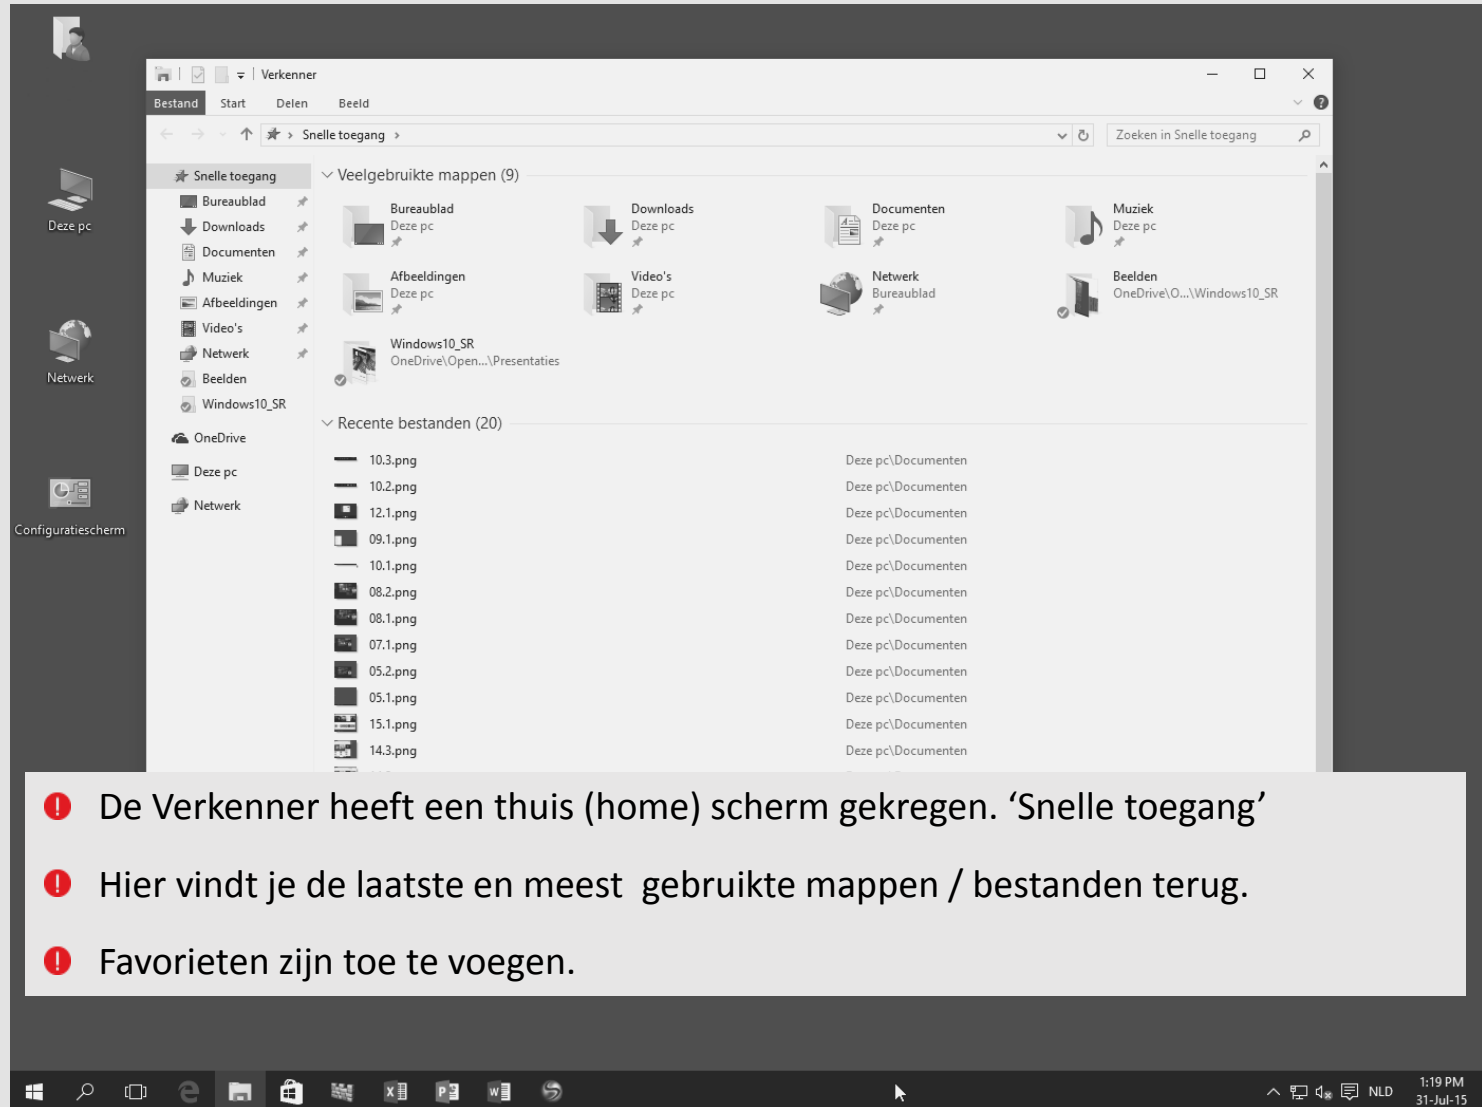 Verkenner
Bestand Start Delen Beeld
Snelle toegang
Zoeken in Snelle toegang
Deze pc
Netwerk
Configuratiescherm
Snelle toegang
Bureaublad
Downloads
Documenten
Muziek
Afbeeldingen
Video's
Netwerk
Beelden
Windows10_SR
OneDrive
Deze pc
Netwerk
Veelgebruikte mappen (9)
Bureaublad
Deze pc
Downloads
Deze pc
Documenten
Deze pc
Muziek
Deze pc
Afbeeldingen
Deze pc
Video's
Deze pc
Netwerk
Bureaublad
Beelden
OneDrive\O...\Windows10_SR
Windows10_SR
OneDrive\Open...\Presentaties
Recente bestanden (20)
10.3.png Deze pc\Documenten
10.2.png Deze pc\Documenten
12.1.png Deze pc\Documenten
09.1.png Deze pc\Documenten
10.1.png Deze pc\Documenten
08.2.png Deze pc\Documenten
08.1.png Deze pc\Documenten
07.1.png Deze pc\Documenten
05.2.png Deze pc\Documenten
05.1.png Deze pc\Documenten
15.1.png Deze pc\Documenten
14.3.png Deze pc\Documenten
De Verkenner heeft een thuis (home) scherm gekregen. ‘Snelle toegang’
Hier vindt je de laatste en meest  gebruikte mappen / bestanden terug.
Favorieten zijn toe te voegen.
NLD
1:19 PM
31-Jul-15